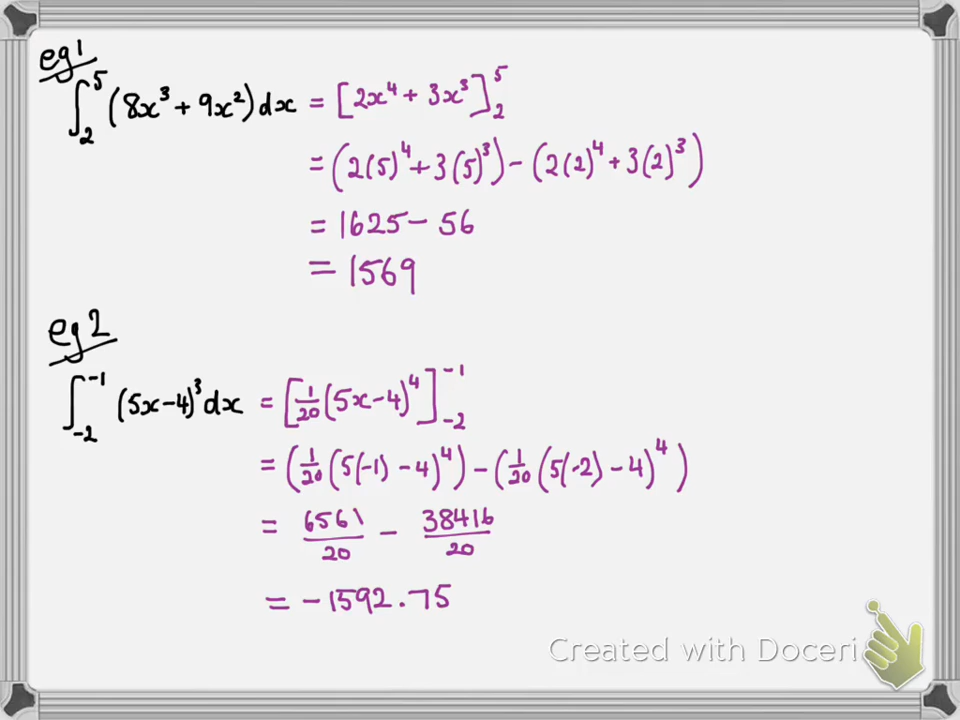 eg1
∫₂⁵ (8x³ + 9x²) dx = [2x⁴ + 3x³]₂⁵
= (2(5)⁴ + 3(5)³) − (2(2)⁴ + 3(2)³)
= 1625 − 56
= 1569
eg2
∫₋₂⁻¹ (5x−4)³ dx = [1/20 (5x−4)⁴]₋₂⁻¹
= (1/20 (5(-1) − 4)⁴) − (1/20 (5(-2) − 4)⁴)
= 6561/20 − 38416/20
= −1592.75
Created with Doceri